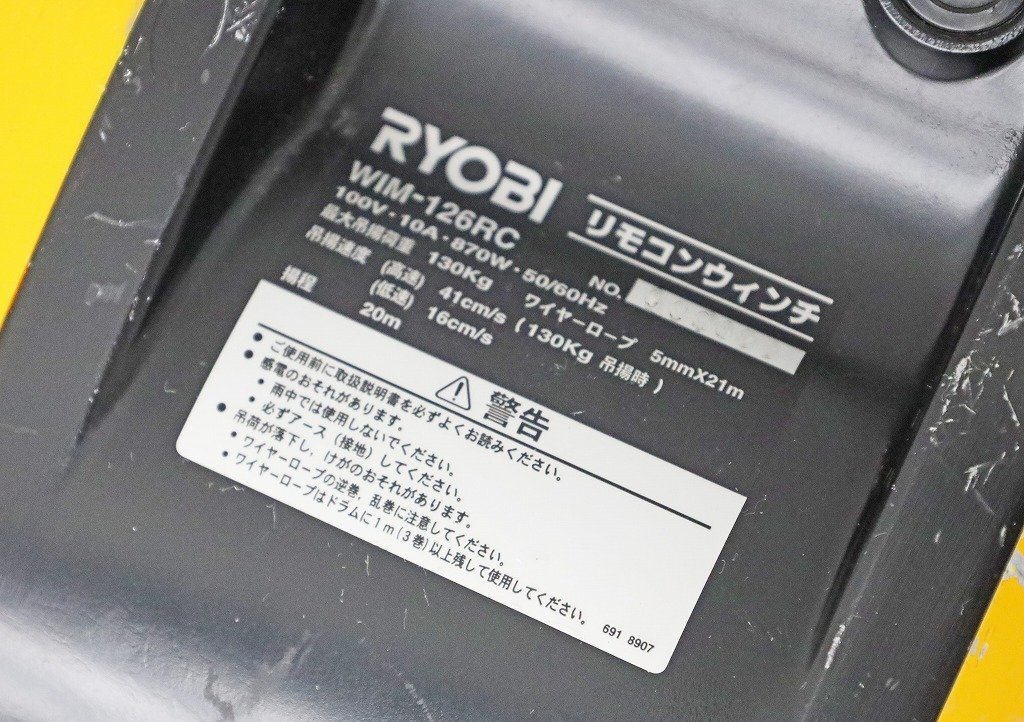 RYOBI
リモコンウィンチ
WIM-126RC
NO.
100V・10A・870W・50/60Hz
最大吊揚荷重 130Kg ワイヤーロープ 5mmX21m
吊揚速度 (高速) 41cm/s (130Kg 吊揚時)
(低速) 16cm/s
揚程 20m
⚠ 警告
● ご使用前に取扱説明書を必ずよくお読みください。
● 感電のおそれがあります。
• 雨中では使用しないでください。
• 必ずアース（接地）してください。
● 吊荷が落下し，けがのおそれがあります。
• ワイヤーロープの逆巻，乱巻に注意してください。
• ワイヤーロープはドラムに1m(3巻)以上残して使用してください。
691 8907